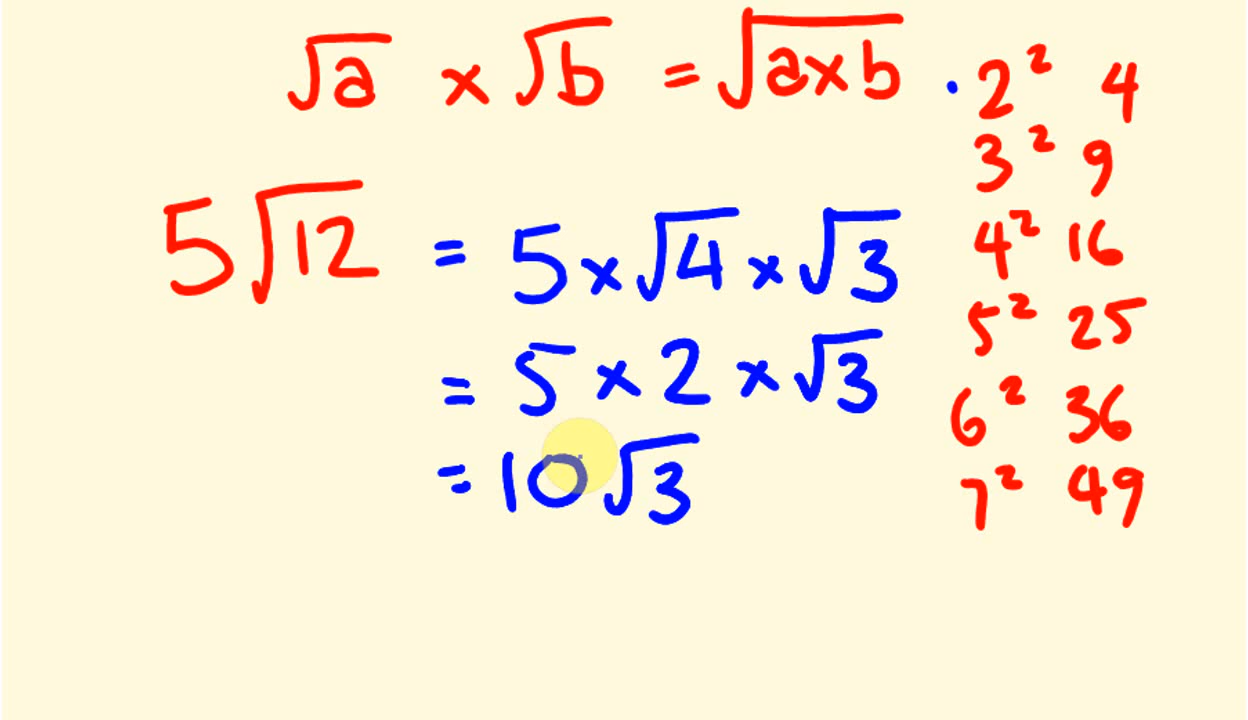 √a × √b = √a×b
5√12 = 5×√4×√3
= 5×2×√3
= 10√3
· 2² 4
3² 9
4² 16
5² 25
6² 36
7² 49